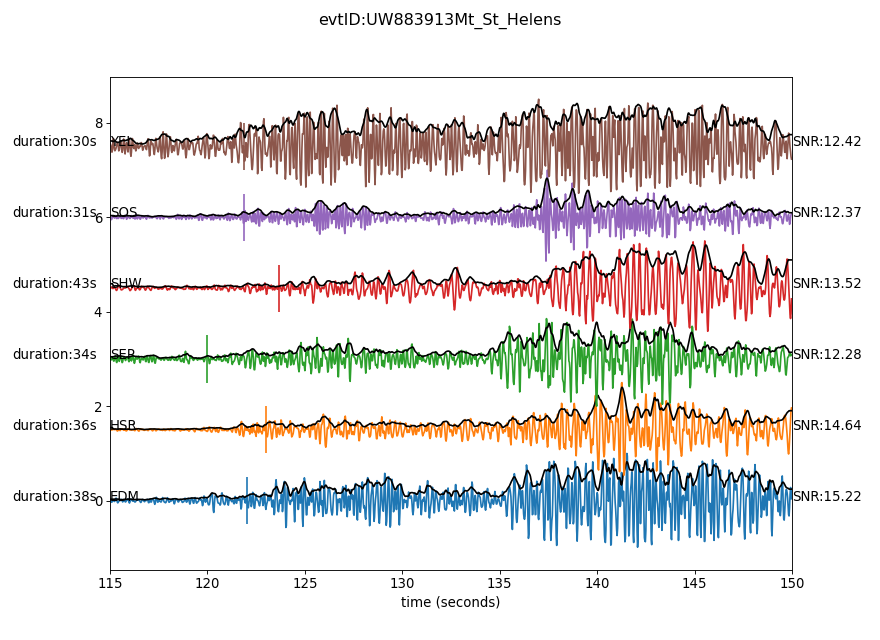 evtID:UW883913Mt_St_Helens
8
duration:30s YEL SNR:12.42
duration:31s SOS SNR:12.37
6
duration:43s SHW SNR:13.52
4
duration:34s SEP SNR:12.28
2
duration:36s HSR SNR:14.64
duration:38s EDM SNR:15.22
0
115 120 125 130 135 140 145 150
time (seconds)